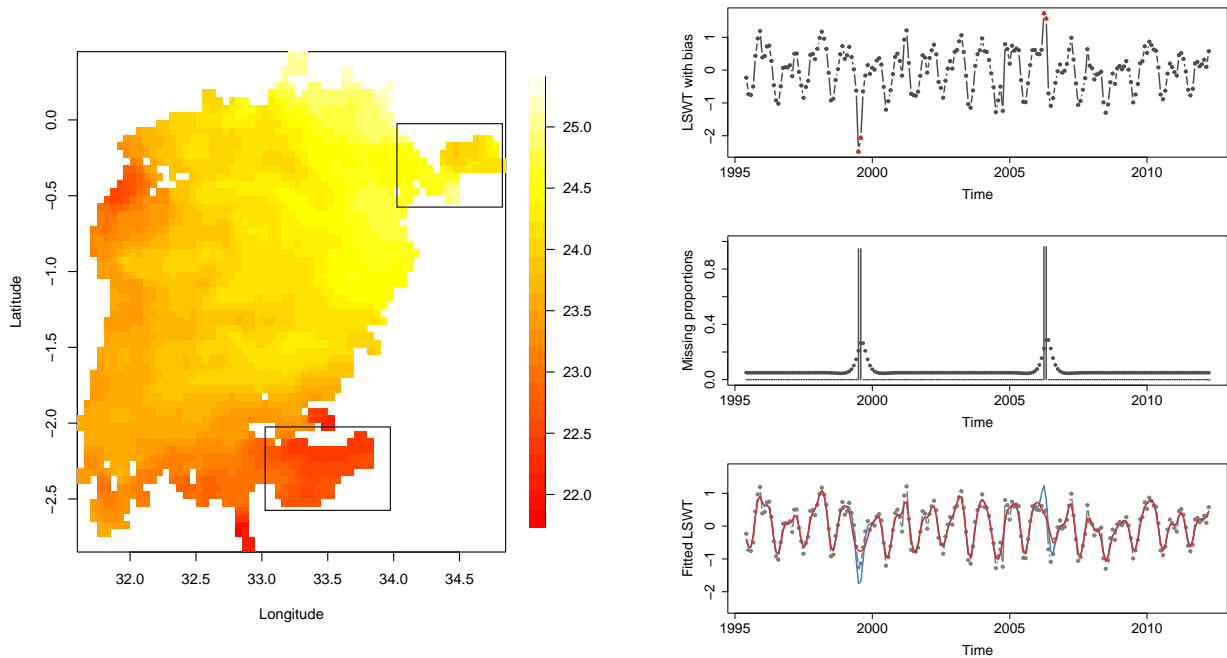 0.0
−0.5
−1.0
−1.5
−2.0
−2.5
Latitude
32.0 32.5 33.0 33.5 34.0 34.5
Longitude
25.0
24.5
24.0
23.5
23.0
22.5
22.0
LSWT with bias
1
0
−1
−2
1995 2000 2005 2010
Time
Missing proportions
0.8
0.4
0.0
1995 2000 2005 2010
Time
Fitted LSWT
1
0
−1
−2
1995 2000 2005 2010
Time